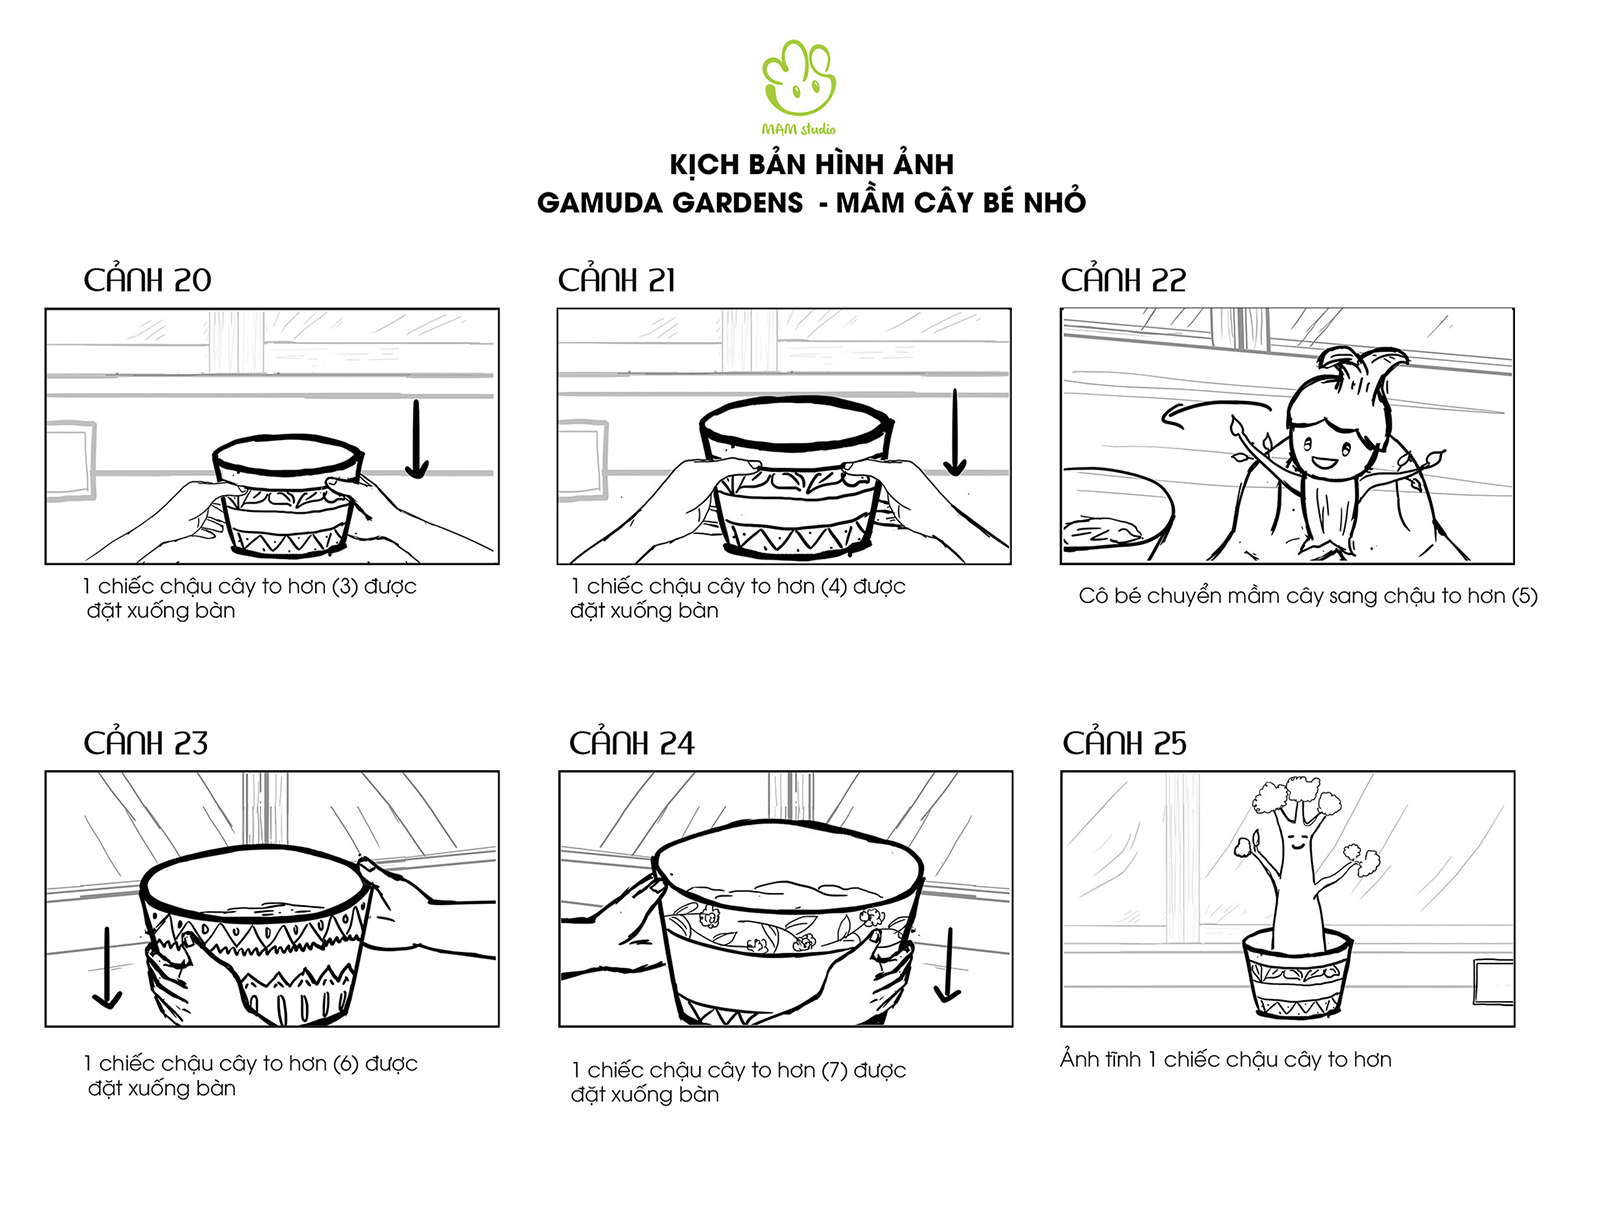 MAM studio
KỊCH BẢN HÌNH ẢNH
GAMUDA GARDENS - MẦM CÂY BÉ NHỎ
CẢNH 20
CẢNH 21
CẢNH 22
1 chiếc chậu cây to hơn (3) được
đặt xuống bàn
1 chiếc chậu cây to hơn (4) được
đặt xuống bàn
Cô bé chuyển mầm cây sang chậu to hơn (5)
CẢNH 23
CẢNH 24
CẢNH 25
1 chiếc chậu cây to hơn (6) được
đặt xuống bàn
1 chiếc chậu cây to hơn (7) được
đặt xuống bàn
Ảnh tĩnh 1 chiếc chậu cây to hơn